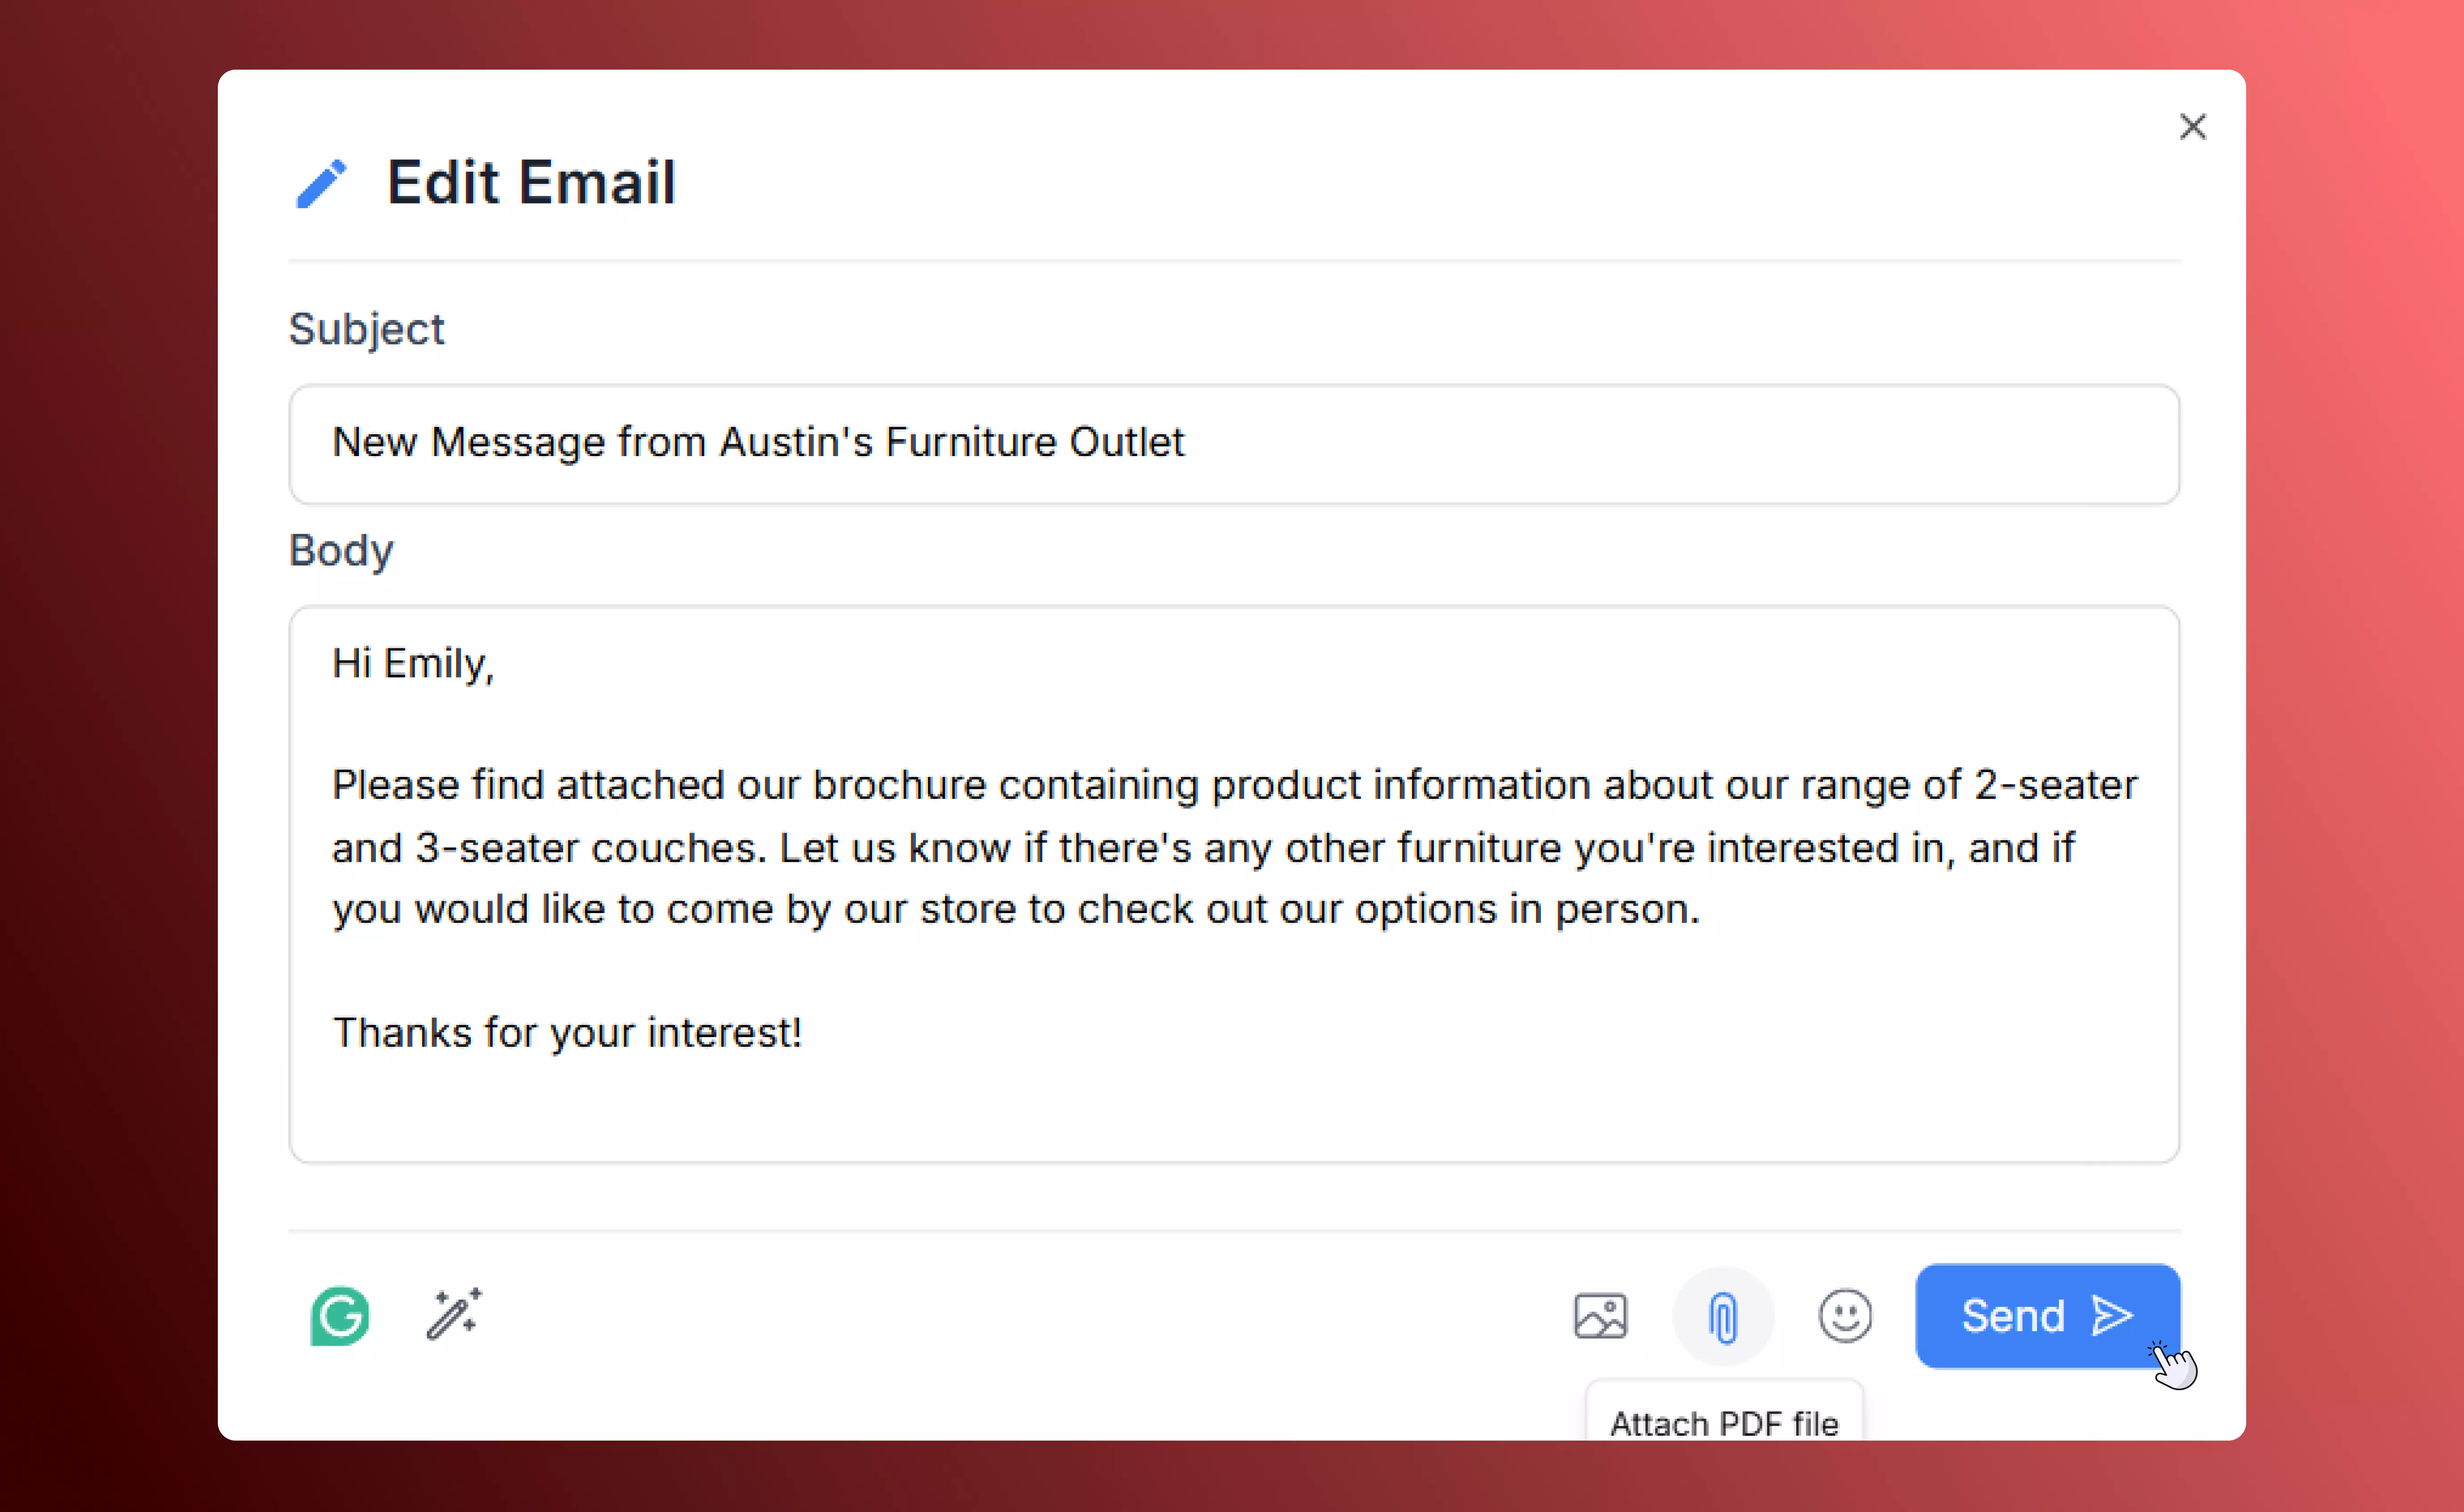 Edit Email
Subject
New Message from Austin's Furniture Outlet
Body
Hi Emily,
Please find attached our brochure containing product information about our range of 2-seater
and 3-seater couches. Let us know if there's any other furniture you're interested in, and if
you would like to come by our store to check out our options in person.
Thanks for your interest!
Send
Attach PDF file